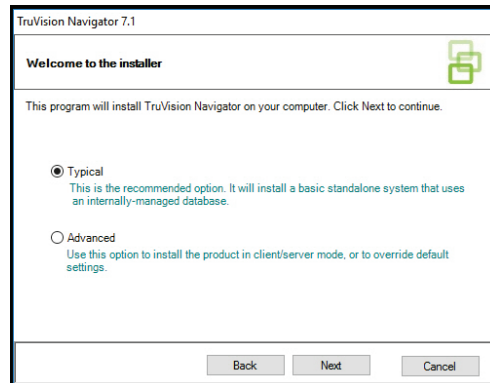 TruVision Navigator 7.1
Welcome to the installer
This program will install TruVision Navigator on your computer. Click Next to continue.
Typical
This is the recommended option. It will install a basic standalone system that uses
an internally-managed database.
Advanced
Use this option to install the product in client/server mode, or to override default
settings.
Back Next Cancel